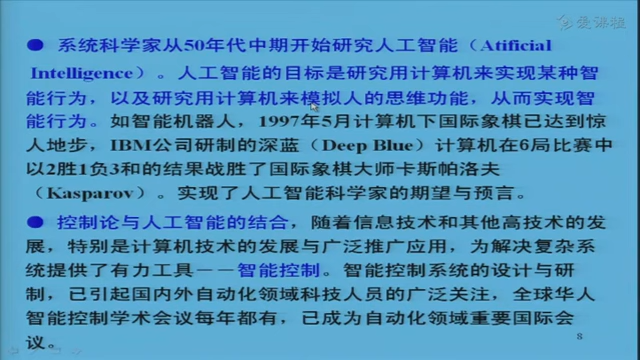 爱课程
● 系统科学家从50年代中期开始研究人工智能（Atificial
Intelligence）。人工智能的目标是研究用计算机来实现某种智
能行为，以及研究用计算机来模拟人的思维功能，从而实现智
能行为。如智能机器人，1997年5月计算机下国际象棋已达到惊
人地步，IBM公司研制的深蓝（Deep Blue）计算机在6局比赛中
以2胜1负3和的结果战胜了国际象棋大师卡斯帕洛夫
（Kasparov）。实现了人工智能科学家的期望与预言。
● 控制论与人工智能的结合，随着信息技术和其他高技术的发
展，特别是计算机技术的发展与广泛推广应用，为解决复杂系
统提供了有力工具－－智能控制。智能控制系统的设计与研
制，已引起国内外自动化领域科技人员的广泛关注，全球华人
智能控制学术会议每年都有，已成为自动化领域重要国际会
议。
8